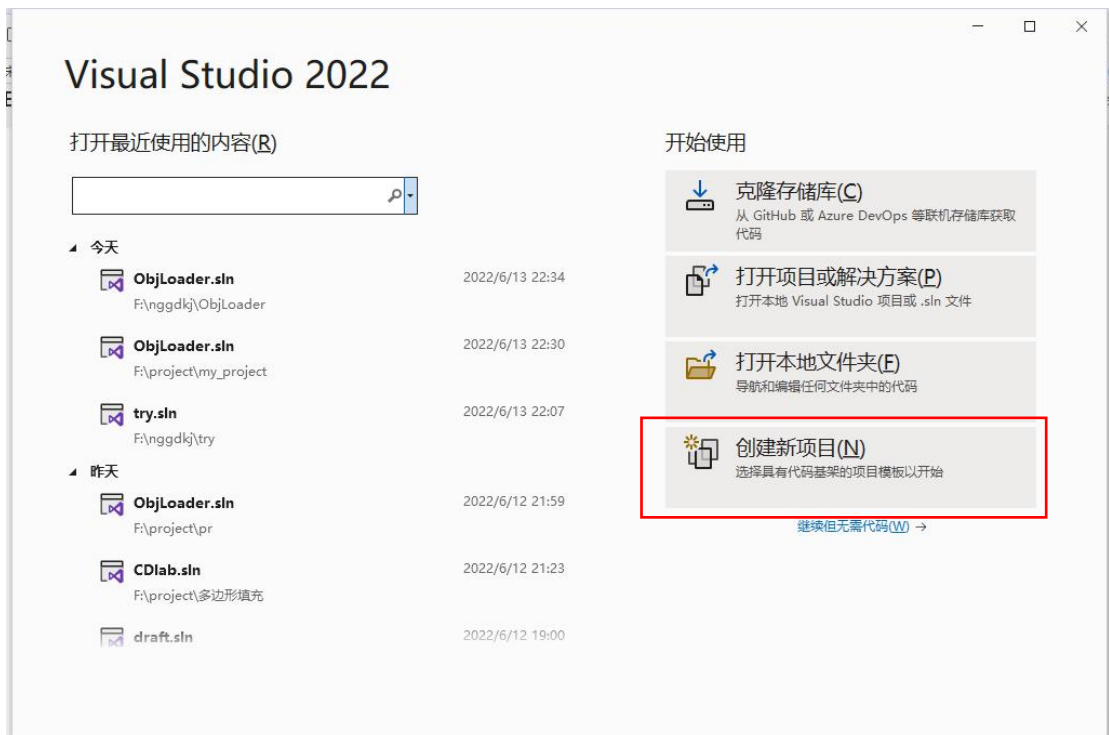 Visual Studio 2022
打开最近使用的内容(R)
今天
ObjLoader.sln 2022/6/13 22:34
F:\nggdkj\ObjLoader
ObjLoader.sln 2022/6/13 22:30
F:\project\my_project
try.sln 2022/6/13 22:07
F:\nggdkj\try
昨天
ObjLoader.sln 2022/6/12 21:59
F:\project\pr
CDlab.sln 2022/6/12 21:23
F:\project\多边形填充
draft.sln 2022/6/12 19:00
开始使用
克隆存储库(C)
从 GitHub 或 Azure DevOps 等联机存储库获取
代码
打开项目或解决方案(P)
打开本地 Visual Studio 项目或 .sln 文件
打开本地文件夹(F)
导航和编辑任何文件夹中的代码
创建新项目(N)
选择具有代码基架的项目模板以开始
继续但无需代码(W) →